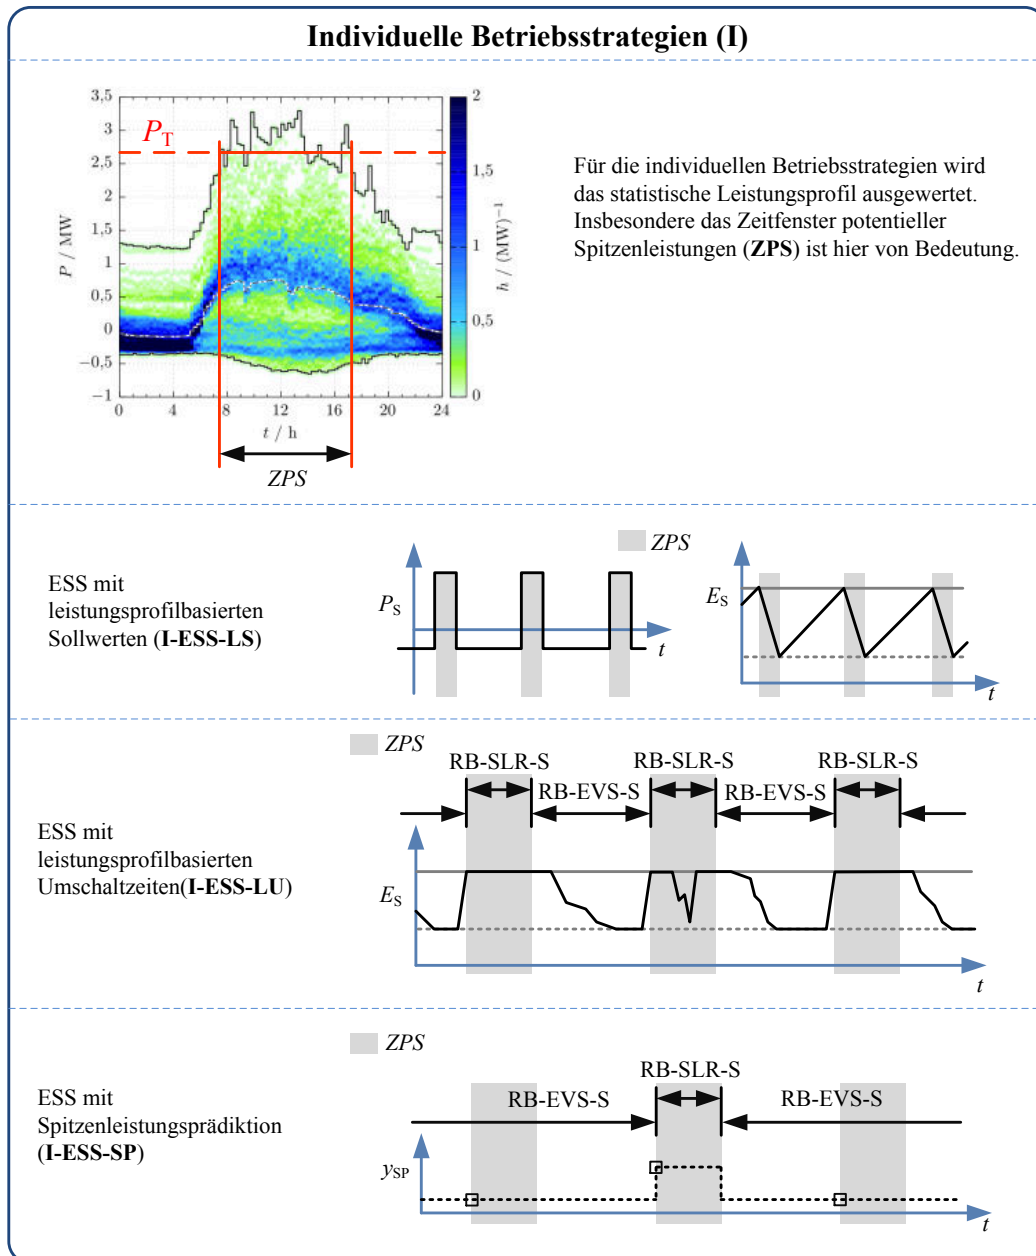 Individuelle Betriebsstrategien (I)
3,5
3
2,5
2
1,5
1
0,5
0
−0,5
−1
P / MW
P_T
0
4
8
12
16
20
24
t / h
ZPS
2
1,5
1
0,5
0
h / (MW)⁻¹
Für die individuellen Betriebsstrategien wird
das statistische Leistungsprofil ausgewertet.
Insbesondere das Zeitfenster potentieller
Spitzenleistungen (ZPS) ist hier von Bedeutung.
ESS mit
leistungsprofilbasierten
Sollwerten (I-ESS-LS)
ZPS
P_S
t
E_S
t
ESS mit
leistungsprofilbasierten
Umschaltzeiten(I-ESS-LU)
ZPS
RB-SLR-S
RB-SLR-S
RB-SLR-S
RB-EVS-S
RB-EVS-S
E_S
t
ESS mit
Spitzenleistungsprädiktion
(I-ESS-SP)
ZPS
RB-SLR-S
RB-EVS-S
RB-EVS-S
y_SP
t